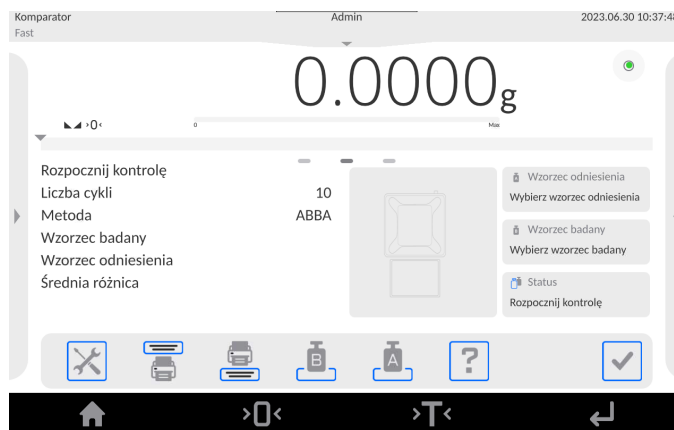 Komparator
Admin
2023.06.30 10:37:48
Fast
0.0000g
>0<
0
Max
Rozpocznij kontrolę
Liczba cykli 10
Metoda ABBA
Wzorzec badany
Wzorzec odniesienia
Średnia różnica
Wzorzec odniesienia
Wybierz wzorzec odniesienia
Wzorzec badany
Wybierz wzorzec badany
Status
Rozpocznij kontrolę
B
A
?
>0<
>T<